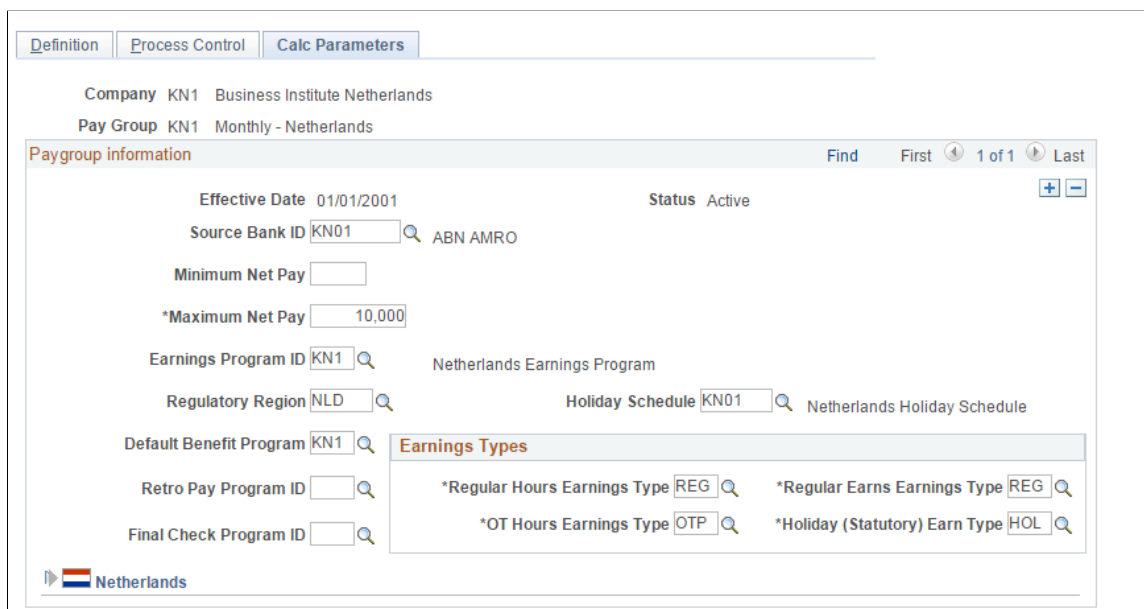 Definition Process Control Calc Parameters
Company KN1 Business Institute Netherlands
Pay Group KN1 Monthly - Netherlands
Paygroup information Find First 1 of 1 Last
Effective Date 01/01/2001 Status Active
Source Bank ID KN01 ABN AMRO
Minimum Net Pay
*Maximum Net Pay 10,000
Earnings Program ID KN1 Netherlands Earnings Program
Regulatory Region NLD Holiday Schedule KN01 Netherlands Holiday Schedule
Default Benefit Program KN1 Earnings Types
Retro Pay Program ID *Regular Hours Earnings Type REG *Regular Earns Earnings Type REG
*OT Hours Earnings Type OTP *Holiday (Statutory) Earn Type HOL
Final Check Program ID
Netherlands